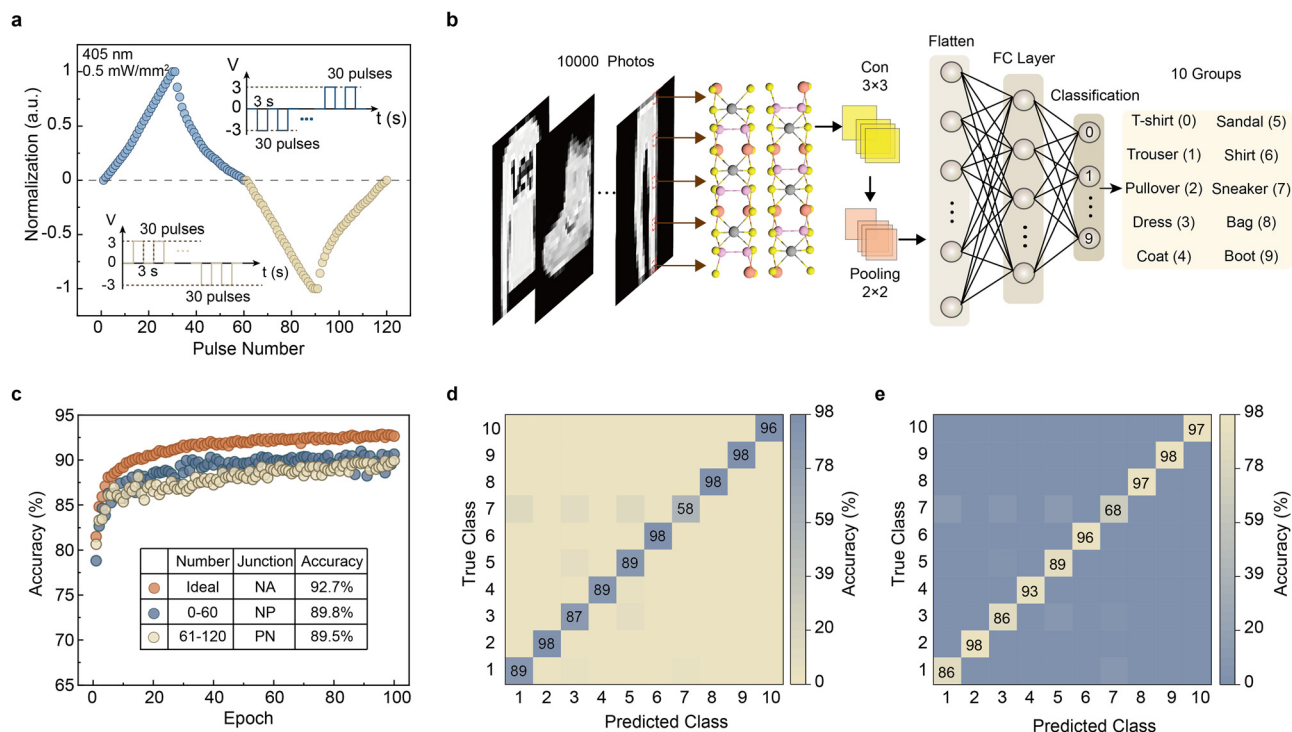 a
405 nm
0.5 mW/mm²
Normalization (a.u.)
1
0.5
0
-0.5
-1
0 20 40 60 80 100 120
Pulse Number
V
30 pulses
3
0
-3
3 s
t (s)
30 pulses
V
30 pulses
3
0
-3
3 s
t (s)
30 pulses
b
10000 Photos
Con
3×3
Pooling
2×2
Flatten
FC Layer
Classification
0
1
9
10 Groups
T-shirt (0) Sandal (5)
Trouser (1) Shirt (6)
Pullover (2) Sneaker (7)
Dress (3) Bag (8)
Coat (4) Boot (9)
c
Accuracy (%)
95
90
85
80
75
70
65
0 20 40 60 80 100
Epoch
Number Junction Accuracy
Ideal NA 92.7%
0-60 NP 89.8%
61-120 PN 89.5%
d
True Class
10 96
9 98
8 98
7 58
6 98
5 89
4 89
3 87
2 98
1 89
1 2 3 4 5 6 7 8 9 10
Predicted Class
98
78
59
39
20
0
Accuracy (%)
e
True Class
10 97
9 98
8 97
7 68
6 96
5 89
4 93
3 86
2 98
1 86
1 2 3 4 5 6 7 8 9 10
Predicted Class
98
78
59
39
20
0
Accuracy (%)